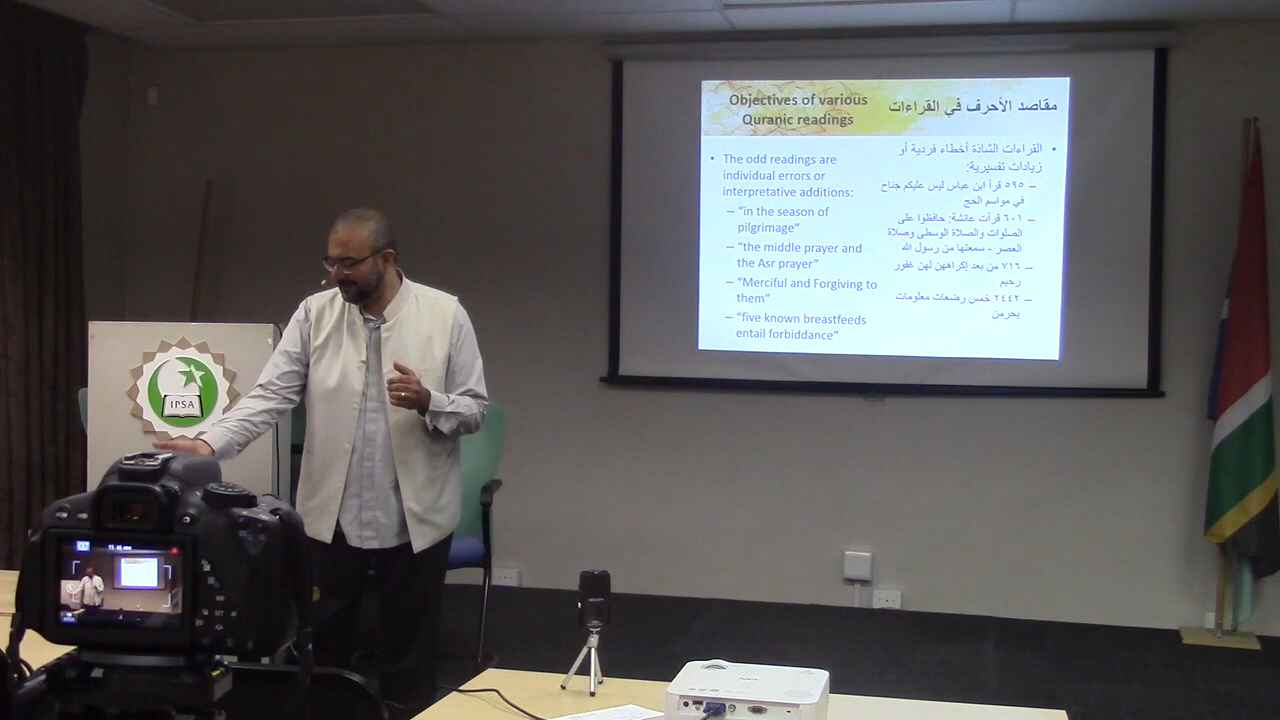 Objectives of various
Quranic readings
مقاصد الأحرف في القراءات
• The odd readings are
individual errors or
interpretative additions:
– “in the season of
pilgrimage”
– “the middle prayer and
the Asr prayer”
– “Merciful and Forgiving to
them”
– “five known breastfeeds
entail forbiddance”
• القراءات الشاذة أخطاء فردية أو
زيادات تفسيرية:
– ٥٩٥ قرأ ابن عباس ليس عليكم جناح
في مواسم الحج
– ٦٠١ قرأت عائشة: حافظوا على
الصلوات والصلاة الوسطى وصلاة
العصر - سمعتها من رسول الله
– ٧١٦ من بعد إكراههن لهن غفور
رحيم
– ٢٤٤٢ خمس رضعات معلومات
يحرمن
IPSA